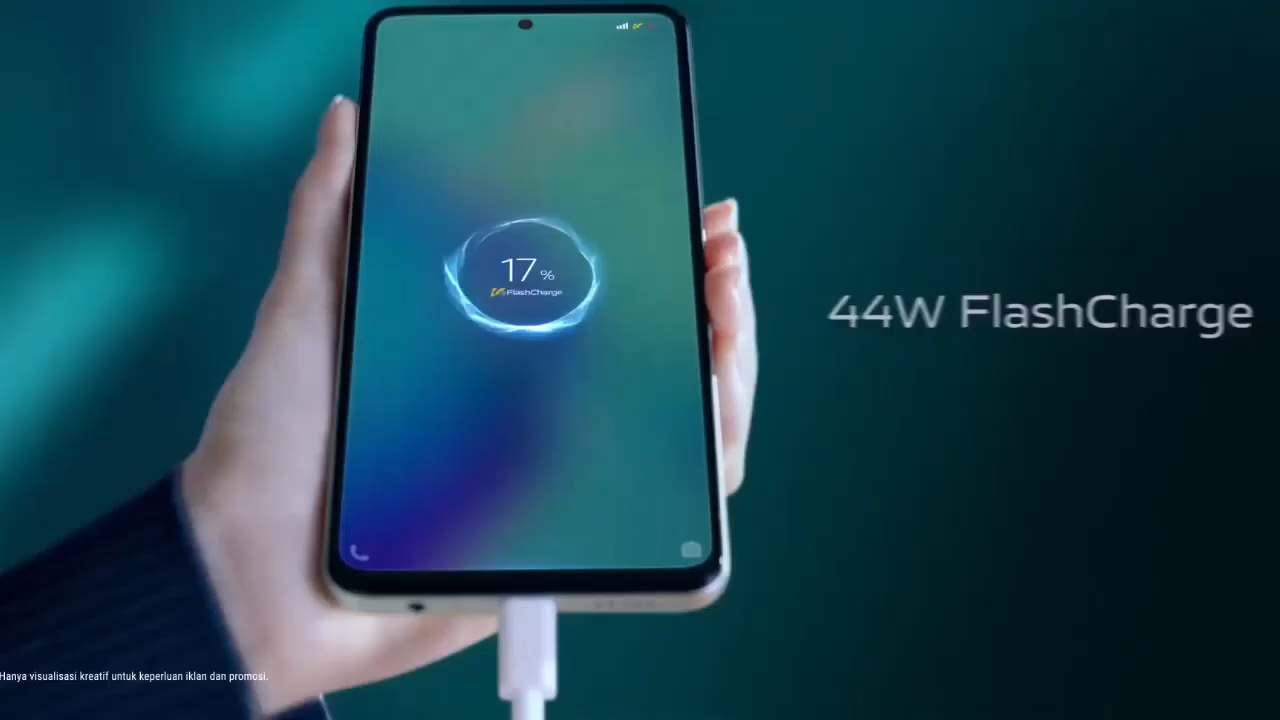 17 %
FlashCharge
44W FlashCharge
Hanya visualisasi kreatif untuk keperluan iklan dan promosi.